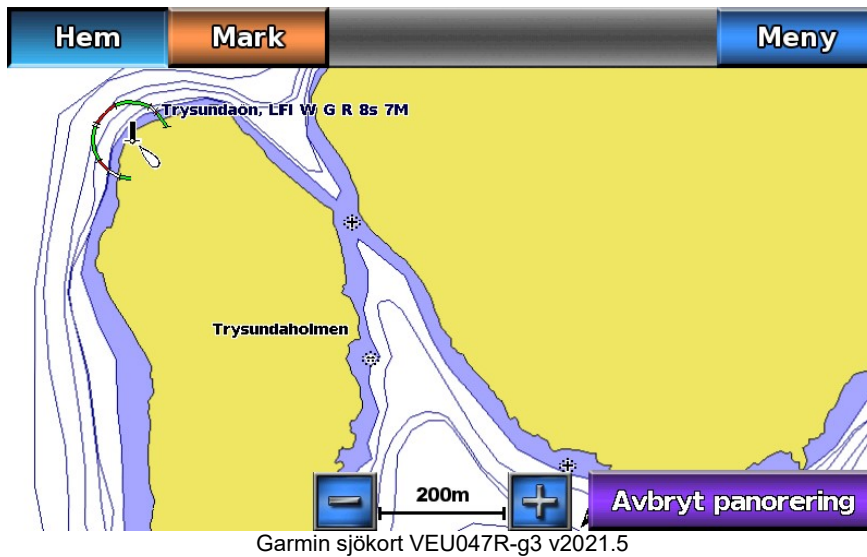 Hem Mark Meny
Trysundaön, LFl W G R 8s 7M
Trysundaholmen
200m
Avbryt panorering
Garmin sjökort VEU047R-g3 v2021.5